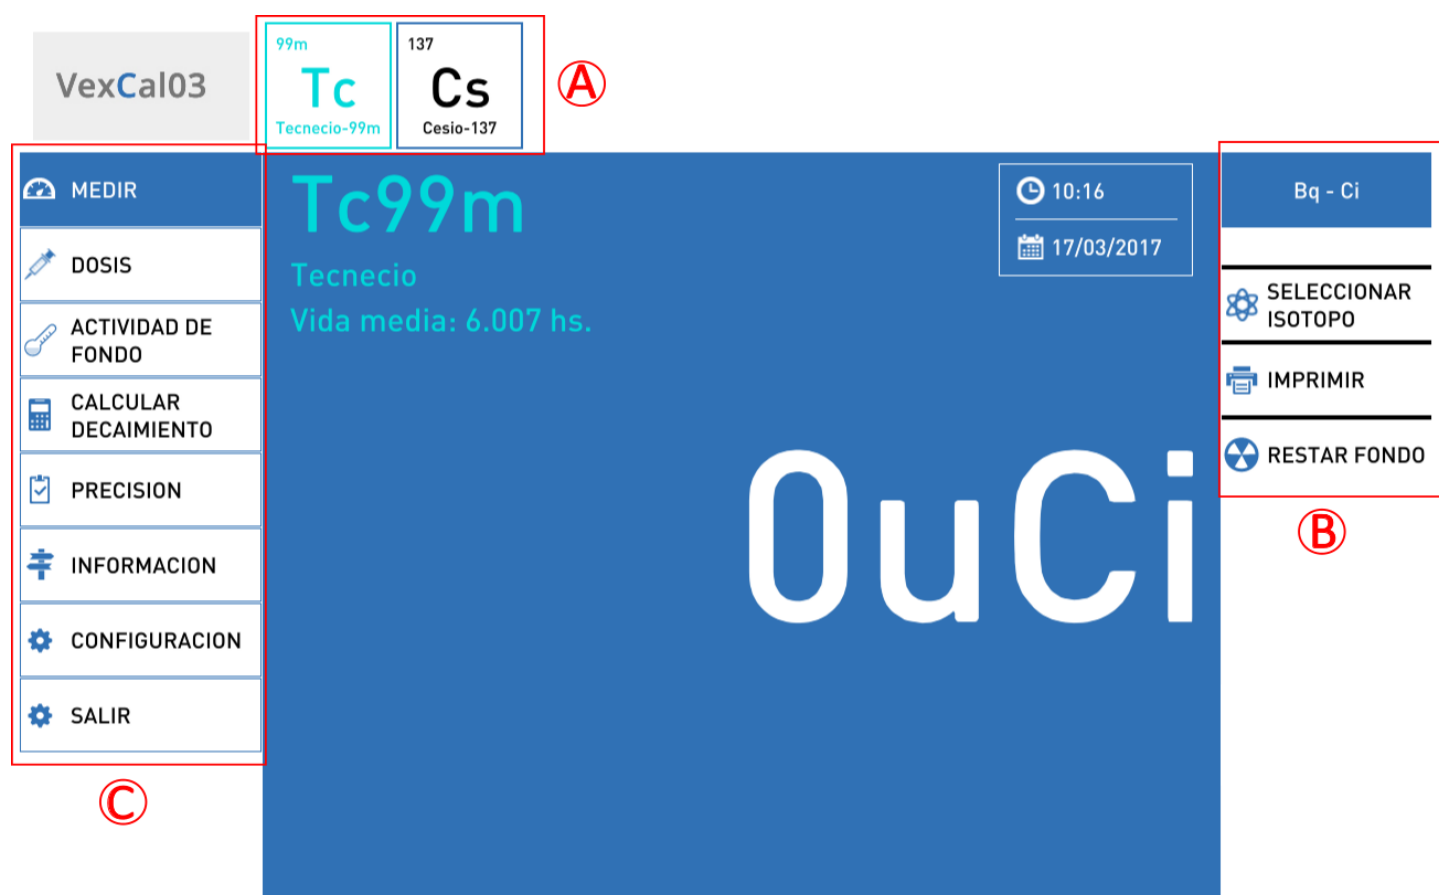 VexCal03
99m
Tc
Tecnecio-99m
137
Cs
Cesio-137
A
MEDIR
DOSIS
ACTIVIDAD DE
FONDO
CALCULAR
DECAIMIENTO
PRECISION
INFORMACION
CONFIGURACION
SALIR
C
Tc99m
Tecnecio
Vida media: 6.007 hs.
10:16
17/03/2017
0uCi
Bq - Ci
SELECCIONAR
ISOTOPO
IMPRIMIR
RESTAR FONDO
B